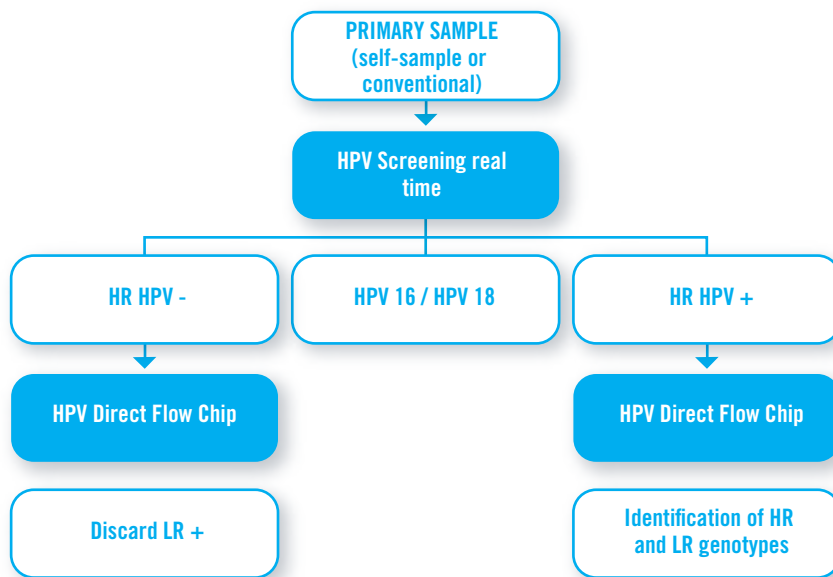 PRIMARY SAMPLE
(self-sample or
conventional)
HPV Screening real
time
HR HPV -
HPV 16 / HPV 18
HR HPV +
HPV Direct Flow Chip
HPV Direct Flow Chip
Discard LR +
Identification of HR
and LR genotypes